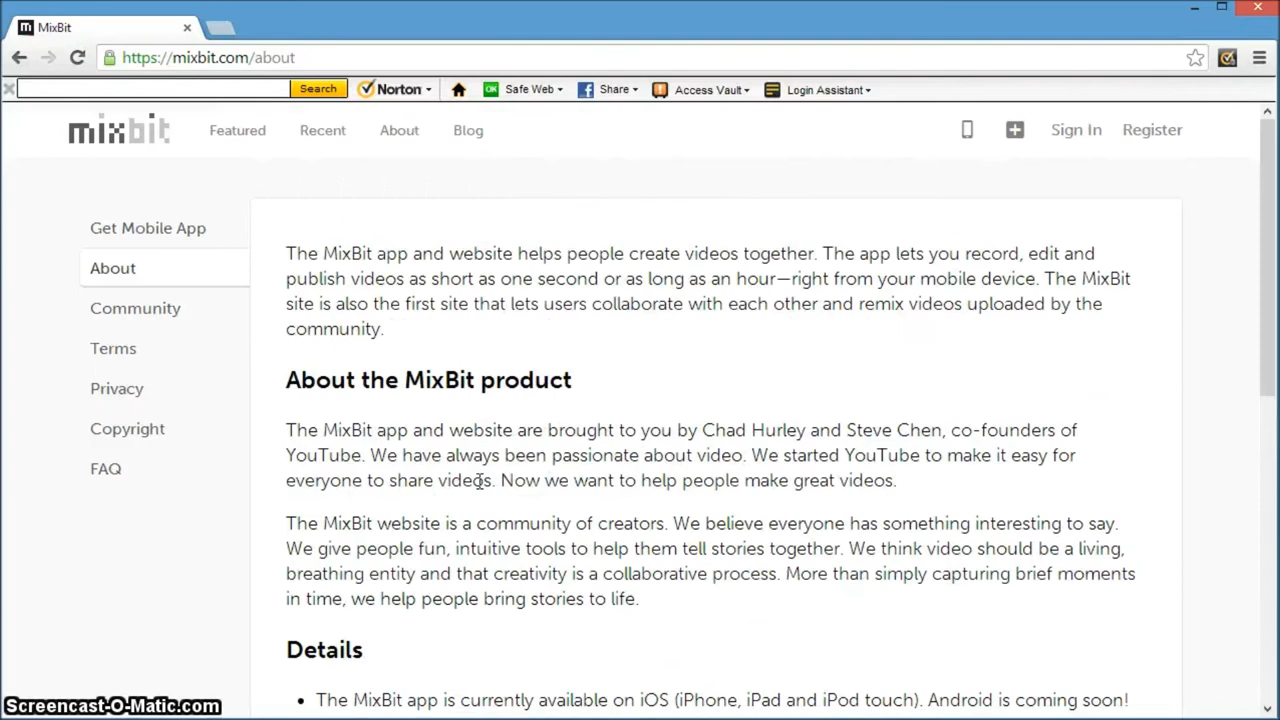 MixBit
https://mixbit.com/about
Search Norton OK Safe Web Share Access Vault Login Assistant
mixbit Featured Recent About Blog Sign In Register
Get Mobile App
About
Community
Terms
Privacy
Copyright
FAQ
The MixBit app and website helps people create videos together. The app lets you record, edit and
publish videos as short as one second or as long as an hour—right from your mobile device. The MixBit
site is also the first site that lets users collaborate with each other and remix videos uploaded by the
community.
About the MixBit product
The MixBit app and website are brought to you by Chad Hurley and Steve Chen, co-founders of
YouTube. We have always been passionate about video. We started YouTube to make it easy for
everyone to share videos. Now we want to help people make great videos.
The MixBit website is a community of creators. We believe everyone has something interesting to say.
We give people fun, intuitive tools to help them tell stories together. We think video should be a living,
breathing entity and that creativity is a collaborative process. More than simply capturing brief moments
in time, we help people bring stories to life.
Details
• The MixBit app is currently available on iOS (iPhone, iPad and iPod touch). Android is coming soon!
Screencast-O-Matic.com